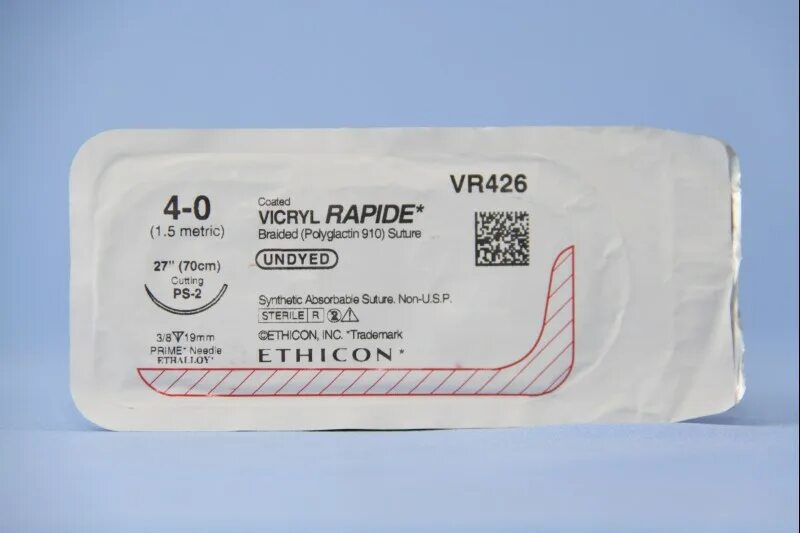 4-0
(1.5 metric)
27" (70cm)
Cutting
PS-2
3/8 19mm
PRIME* Needle
ETHALLOY*
Coated
VICRYL RAPIDE*
Braided (Polyglactin 910) Suture
UNDYED
Synthetic Absorbable Suture. Non-U.S.P.
STERILE R
©ETHICON, INC. *Trademark
ETHICON*
VR426